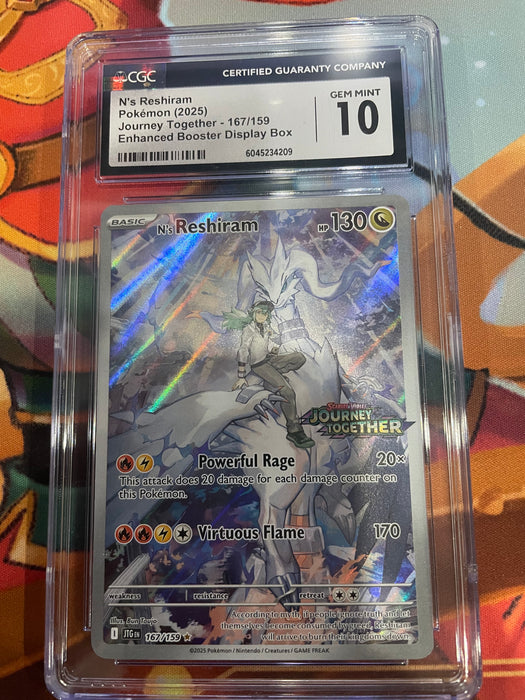 CGC
CERTIFIED GUARANTY COMPANY
N's Reshiram
Pokémon (2025)
Journey Together - 167/159
Enhanced Booster Display Box
GEM MINT
10
6045234209
BASIC
N's Reshiram
HP 130
JOURNEY
TOGETHER
Powerful Rage 20×
This attack does 20 damage for each damage counter on
this Pokémon.
Virtuous Flame 170
weakness resistance retreat
Illus.
According to myth, if people ignore truth and let
themselves become consumed by greed, Reshiram
will arrive to burn their kingdoms down.
I JTG EN 167/159
©2025 Pokémon / Nintendo / Creatures / GAME FREAK